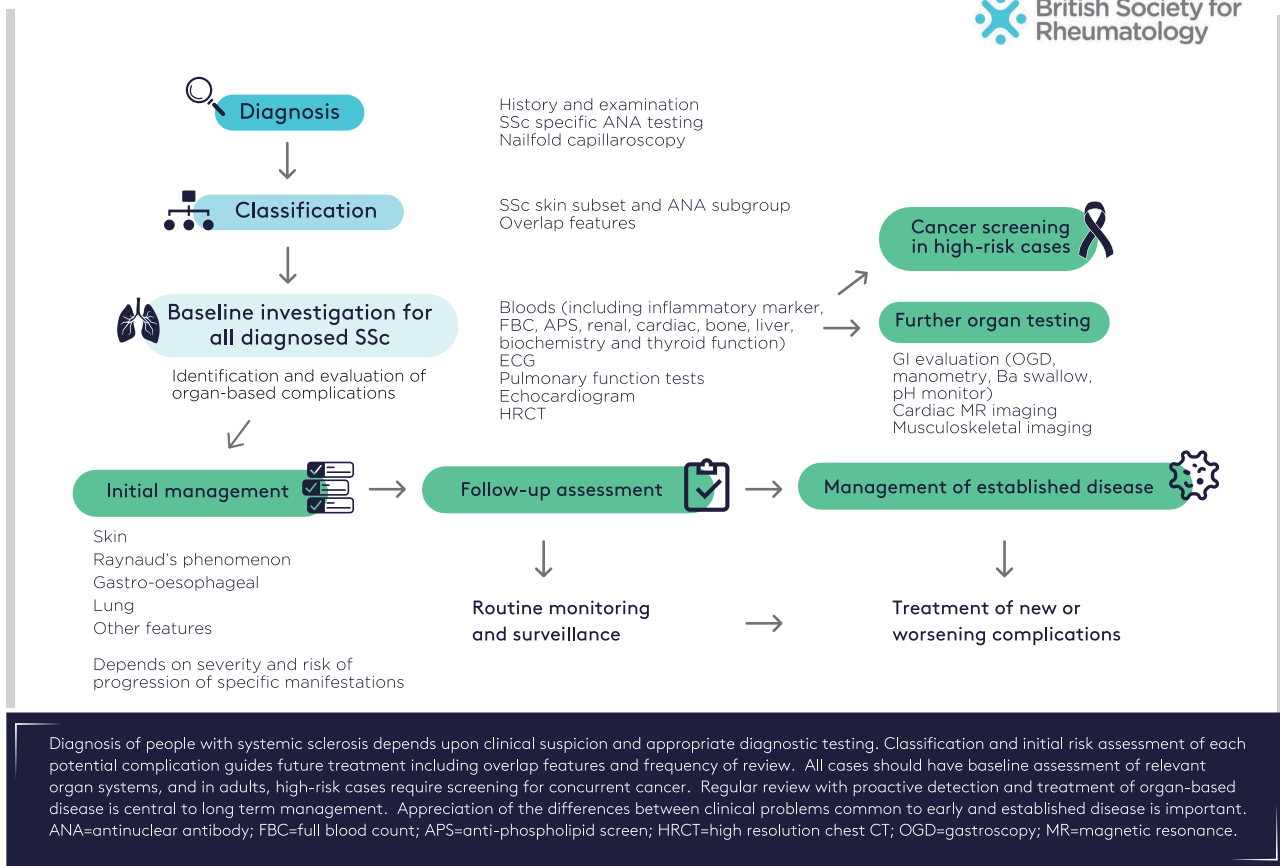 British Society for
Rheumatology
Diagnosis
History and examination
SSc specific ANA testing
Nailfold capillaroscopy
Classification
SSc skin subset and ANA subgroup
Overlap features
Cancer screening
in high-risk cases
Baseline investigation for
all diagnosed SSc
Identification and evaluation of
organ-based complications
Bloods (including inflammatory marker,
FBC, APS, renal, cardiac, bone, liver,
biochemistry and thyroid function)
ECG
Pulmonary function tests
Echocardiogram
HRCT
Further organ testing
GI evaluation (OGD,
manometry, Ba swallow,
pH monitor)
Cardiac MR imaging
Musculoskeletal imaging
Initial management
Skin
Raynaud's phenomenon
Gastro-oesophageal
Lung
Other features
Depends on severity and risk of
progression of specific manifestations
Follow-up assessment
Routine monitoring
and surveillance
Management of established disease
Treatment of new or
worsening complications
Diagnosis of people with systemic sclerosis depends upon clinical suspicion and appropriate diagnostic testing. Classification and initial risk assessment of each
potential complication guides future treatment including overlap features and frequency of review. All cases should have baseline assessment of relevant
organ systems, and in adults, high-risk cases require screening for concurrent cancer. Regular review with proactive detection and treatment of organ-based
disease is central to long term management. Appreciation of the differences between clinical problems common to early and established disease is important.
ANA=antinuclear antibody; FBC=full blood count; APS=anti-phospholipid screen; HRCT=high resolution chest CT; OGD=gastroscopy; MR=magnetic resonance.